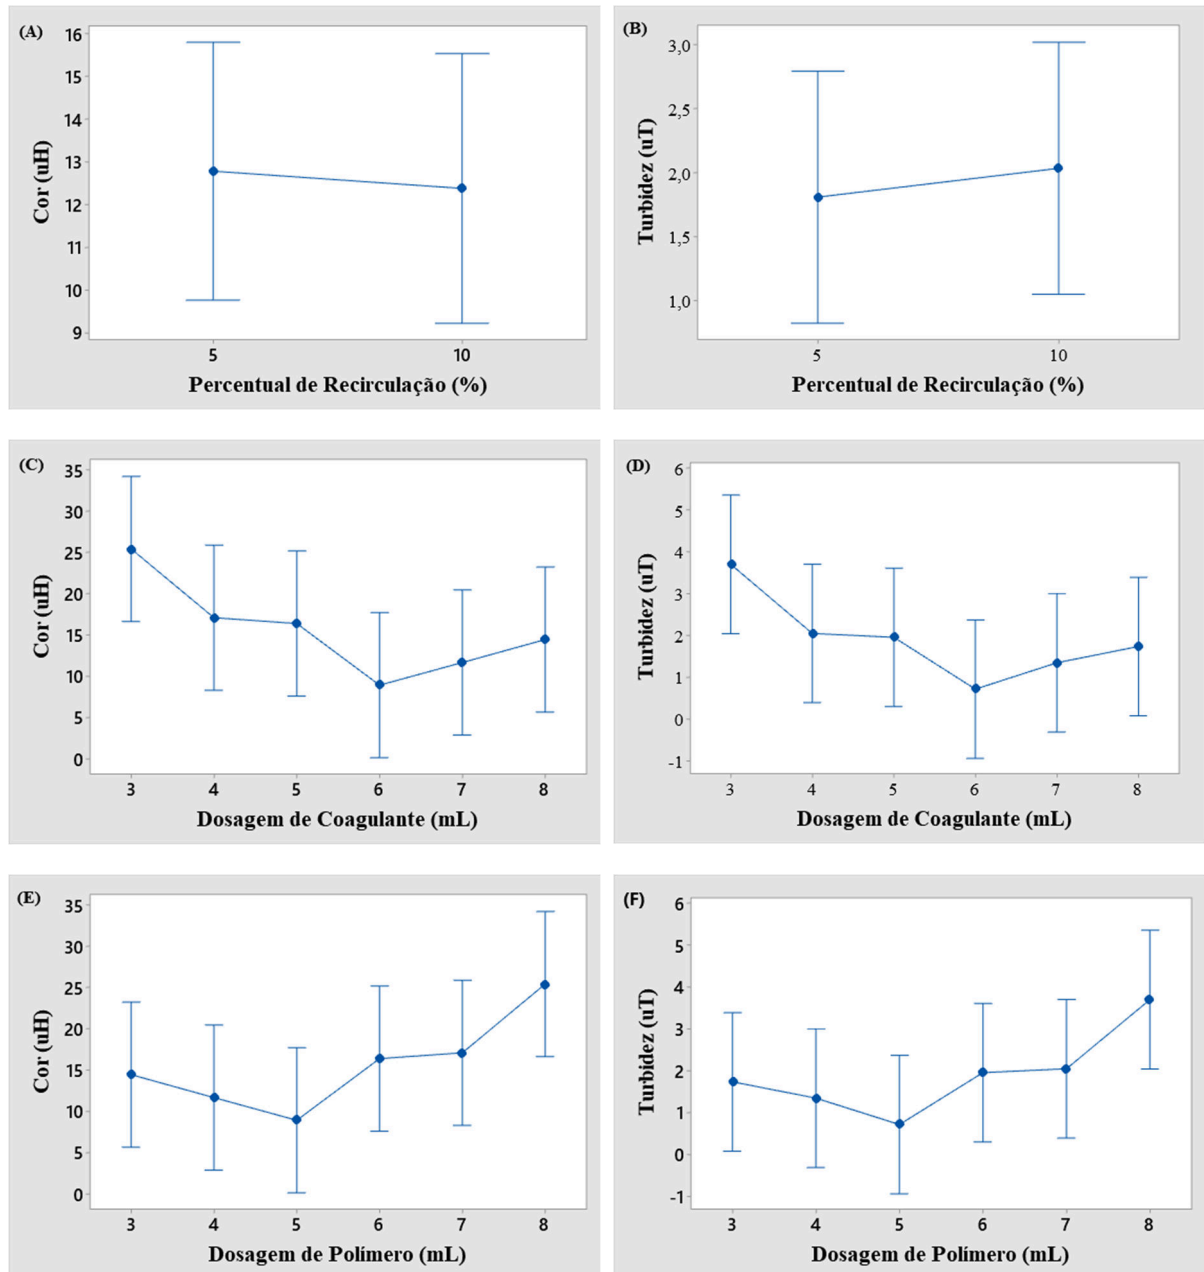 (A)
16
15
14
13
12
11
10
9
Cor (uH)
5 10
Percentual de Recirculação (%)
(B)
3,0
2,5
2,0
1,5
1,0
Turbidez (uT)
5 10
Percentual de Recirculação (%)
(C)
35
30
25
20
15
10
5
0
Cor (uH)
3 4 5 6 7 8
Dosagem de Coagulante (mL)
(D)
6
5
4
3
2
1
0
-1
Turbidez (uT)
3 4 5 6 7 8
Dosagem de Coagulante (mL)
(E)
35
30
25
20
15
10
5
0
Cor (uH)
3 4 5 6 7 8
Dosagem de Polímero (mL)
(F)
6
5
4
3
2
1
0
-1
Turbidez (uT)
3 4 5 6 7 8
Dosagem de Polímero (mL)